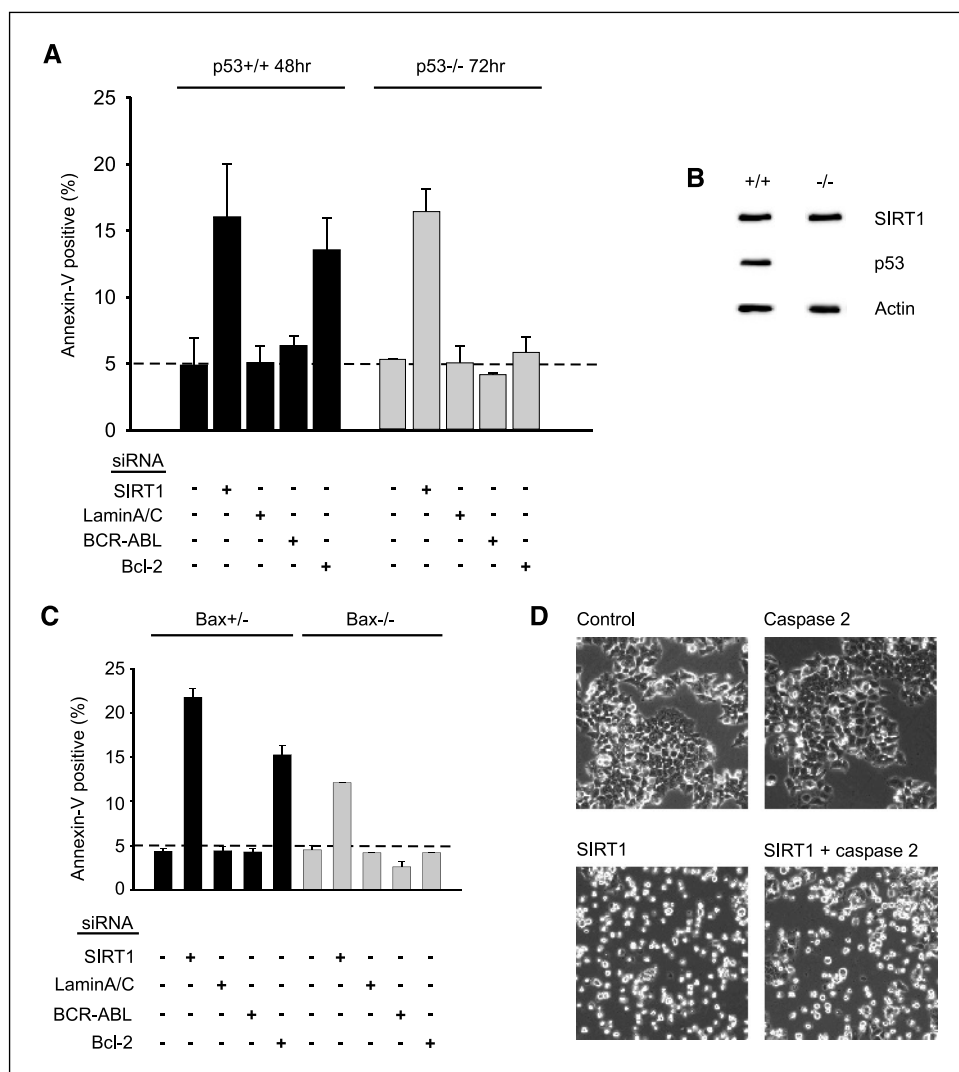 A
p53+/+ 48hr p53-/- 72hr
25
20
15
10
5
0
Annexin-V positive (%)
siRNA
SIRT1 - + - - - - + - - -
LaminA/C - - + - - - - + - -
BCR-ABL - - - + - - - - + -
Bcl-2 - - - - + - - - - +
B
+/+ -/-
SIRT1
p53
Actin
C
Bax+/- Bax-/-
25
20
15
10
5
0
Annexin-V positive (%)
siRNA
SIRT1 - + - - - - + - - -
LaminA/C - - + - - - - + - -
BCR-ABL - - - + - - - - + -
Bcl-2 - - - - + - - - - +
D
Control Caspase 2
SIRT1 SIRT1 + caspase 2